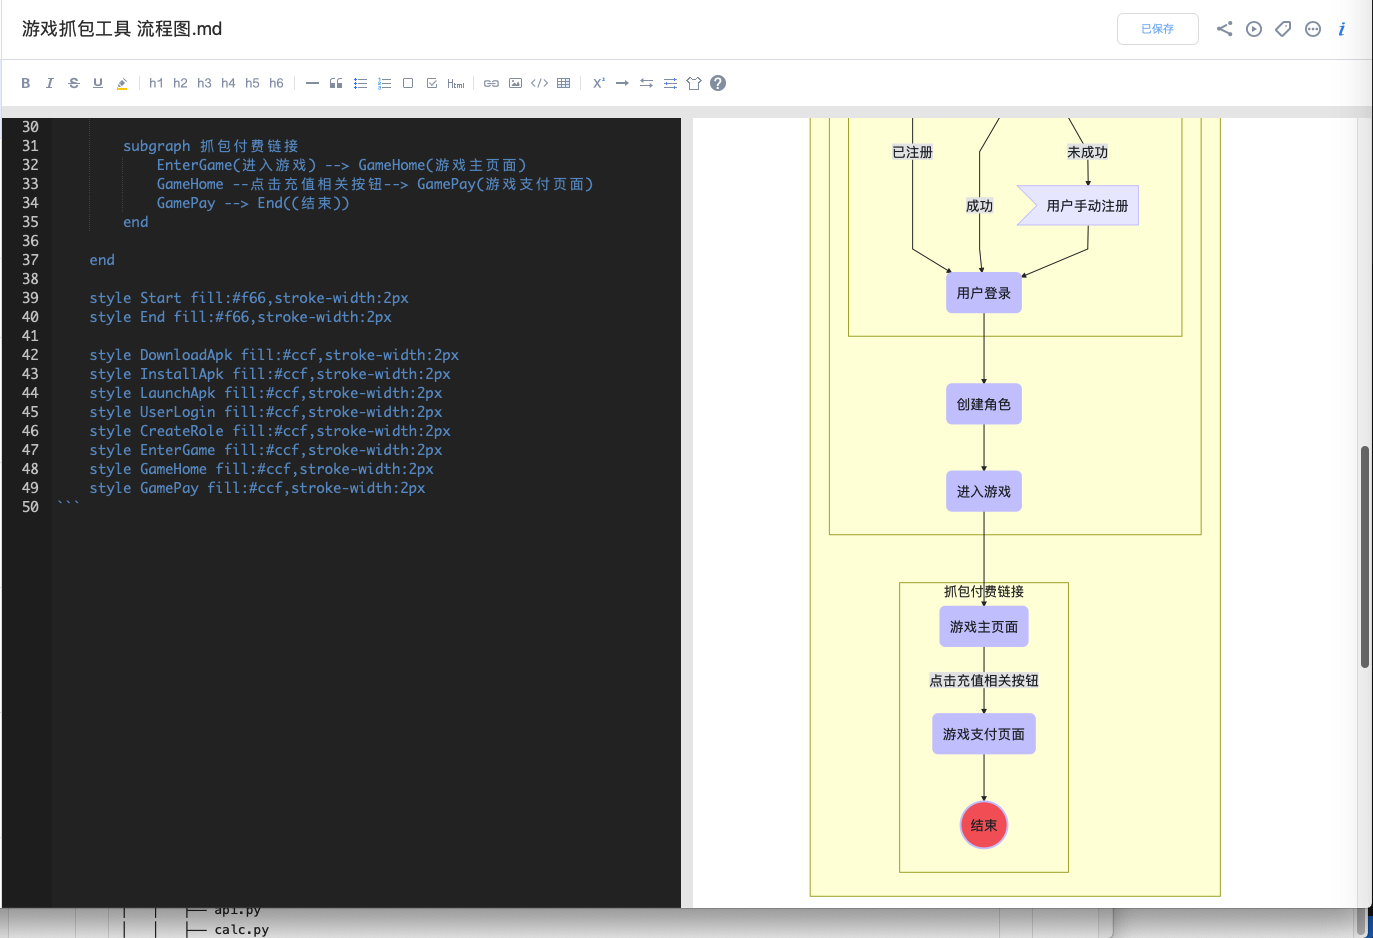 游戏抓包工具 流程图.md
已保存
B I S U h1 h2 h3 h4 h5 h6 Html </> X² ?
30
31 subgraph 抓包付费链接
32 EnterGame(进入游戏) --> GameHome(游戏主页面)
33 GameHome --点击充值相关按钮--> GamePay(游戏支付页面)
34 GamePay --> End((结束))
35 end
36
37 end
38
39 style Start fill:#f66,stroke-width:2px
40 style End fill:#f66,stroke-width:2px
41
42 style DownloadApk fill:#ccf,stroke-width:2px
43 style InstallApk fill:#ccf,stroke-width:2px
44 style LaunchApk fill:#ccf,stroke-width:2px
45 style UserLogin fill:#ccf,stroke-width:2px
46 style CreateRole fill:#ccf,stroke-width:2px
47 style EnterGame fill:#ccf,stroke-width:2px
48 style GameHome fill:#ccf,stroke-width:2px
49 style GamePay fill:#ccf,stroke-width:2px
50 ```
已注册
未成功
成功
用户手动注册
用户登录
创建角色
进入游戏
抓包付费链接
游戏主页面
点击充值相关按钮
游戏支付页面
结束
api.py
calc.py